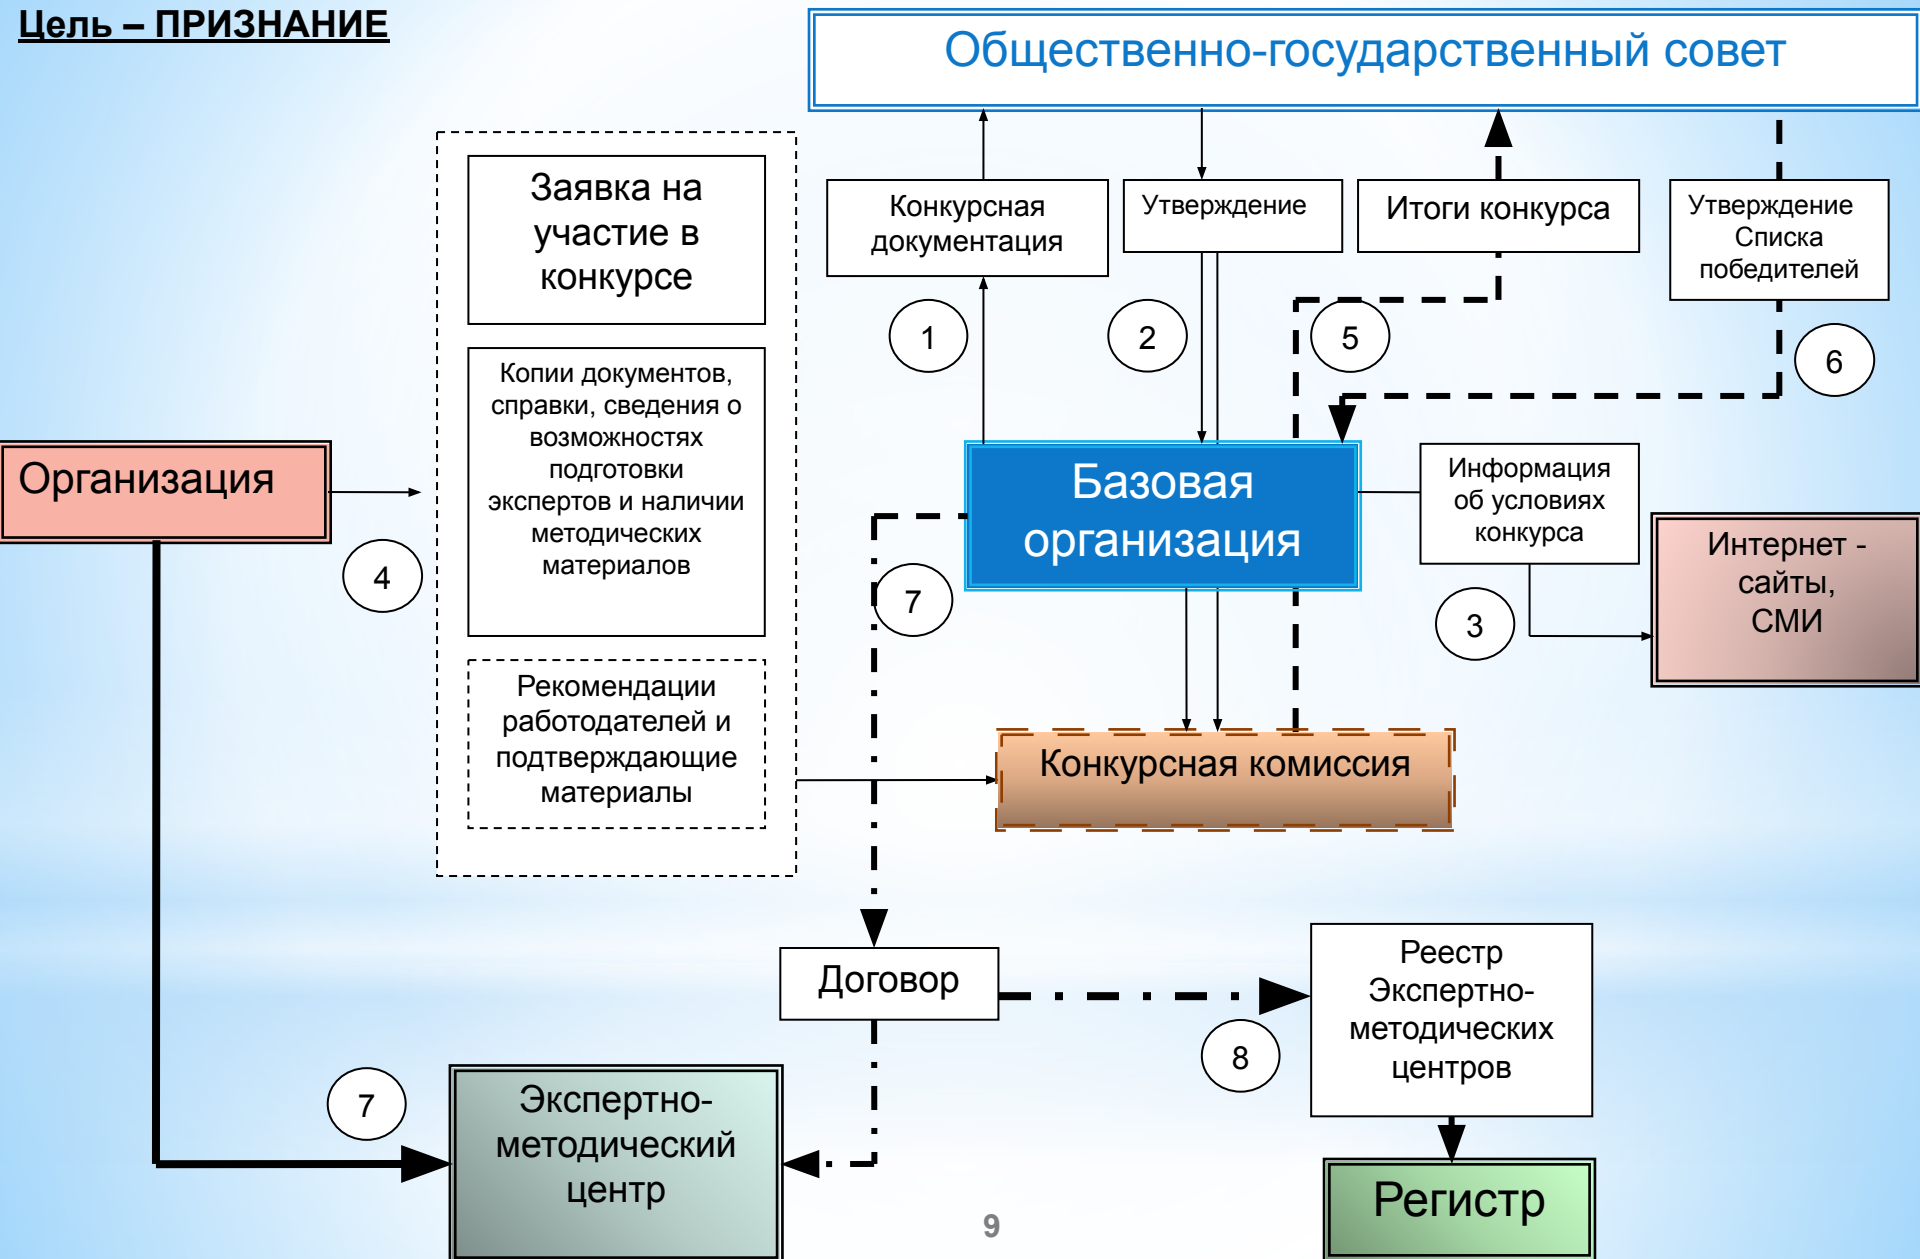 Цель – ПРИЗНАНИЕ
Общественно-государственный совет
Заявка на
участие в
конкурсе
Конкурсная
документация
Утверждение
Итоги конкурса
Утверждение
Списка
победителей
1
2
5
6
Копии документов,
справки, сведения о
возможностях
подготовки
экспертов и наличии
методических
материалов
Организация
4
Базовая
организация
Информация
об условиях
конкурса
Интернет -
сайты,
СМИ
7
3
Рекомендации
работодателей и
подтверждающие
материалы
Конкурсная комиссия
Договор
Реестр
Экспертно-
методических
центров
8
7
Экспертно-
методический
центр
Регистр
9